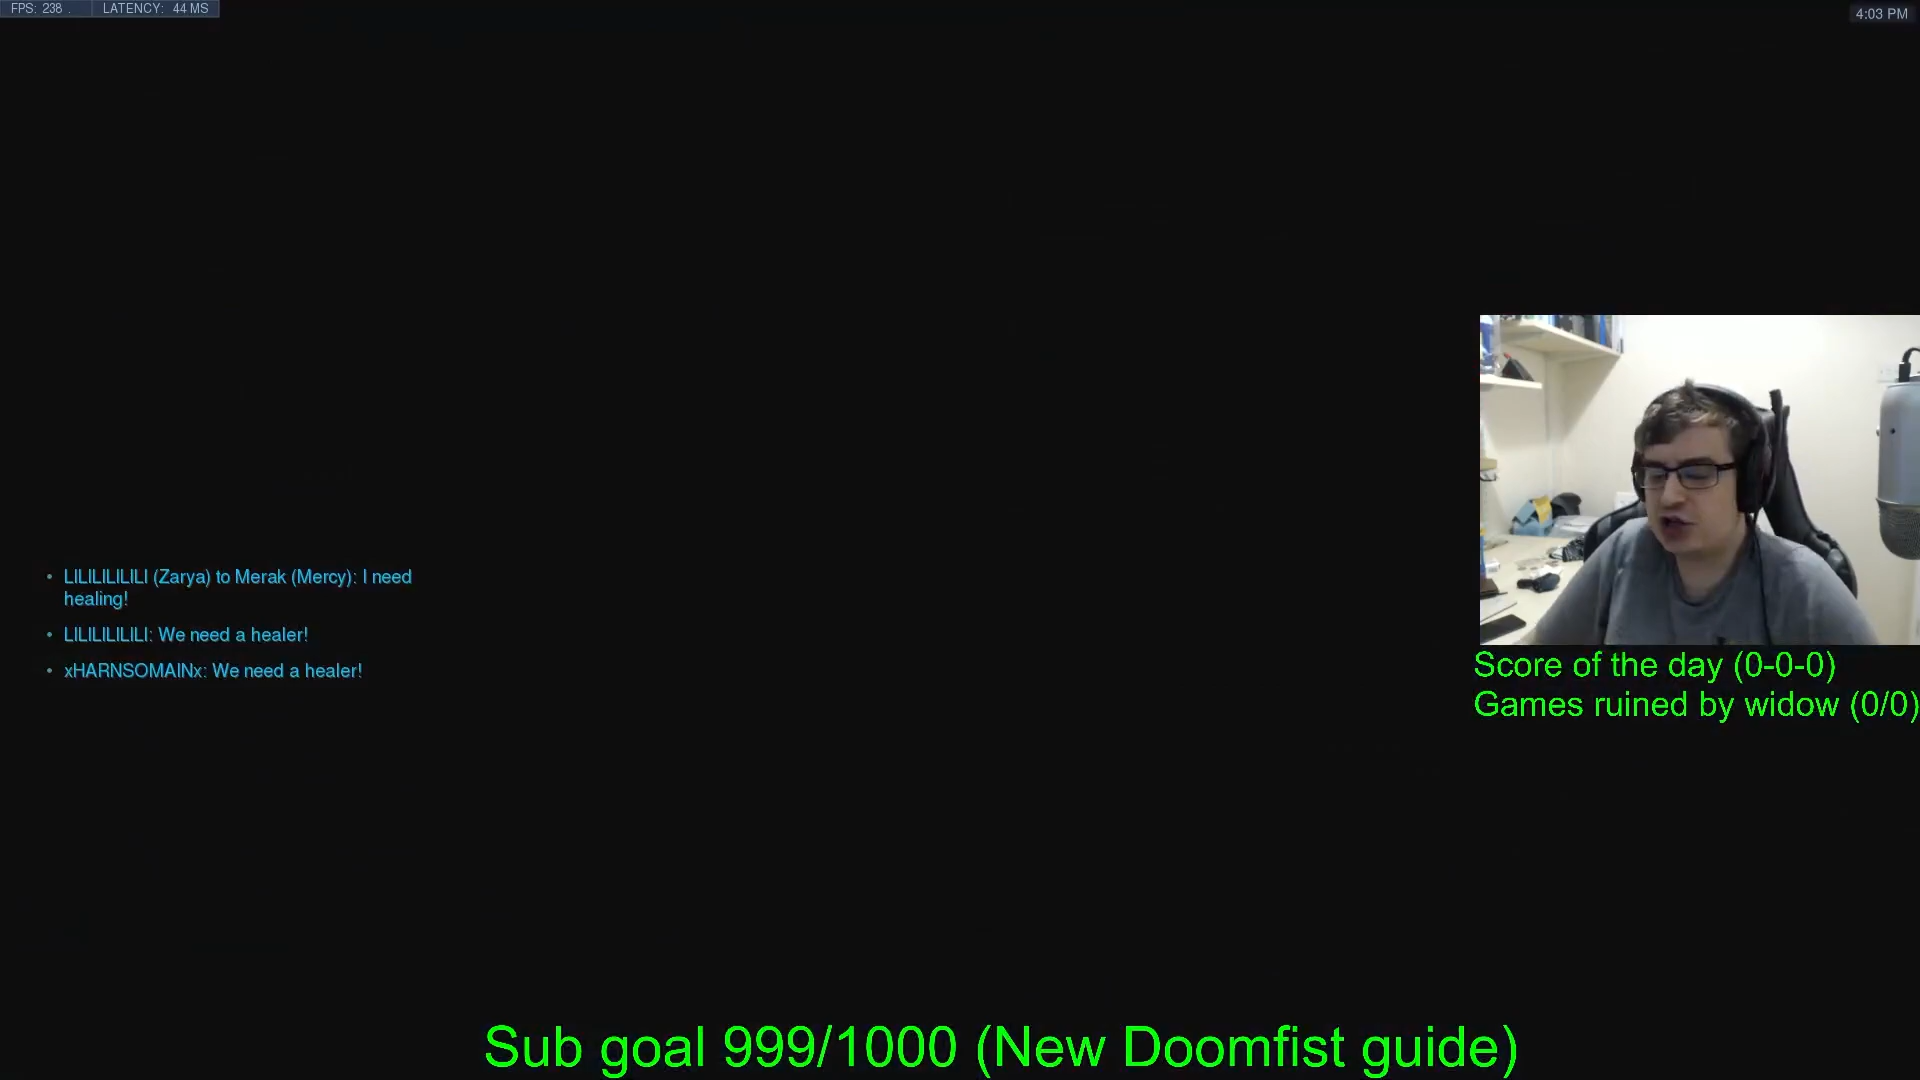 FPS: 238 .
LATENCY: 44 MS
4:03 PM
• LILILILILILI (Zarya) to Merak (Mercy): I need
healing!
• LILILILILILI: We need a healer!
• xHARNSOMAINx: We need a healer!
Score of the day (0-0-0)
Games ruined by widow (0/0)
Sub goal 999/1000 (New Doomfist guide)